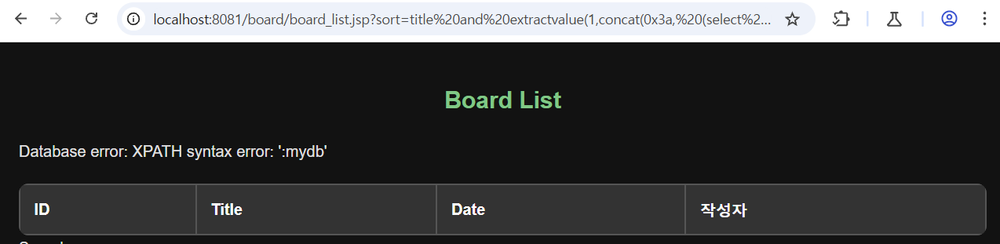 localhost:8081/board/board_list.jsp?sort=title%20and%20extractvalue(1,concat(0x3a,%20(select%2...
Board List
Database error: XPATH syntax error: ':mydb'
ID Title Date 작성자